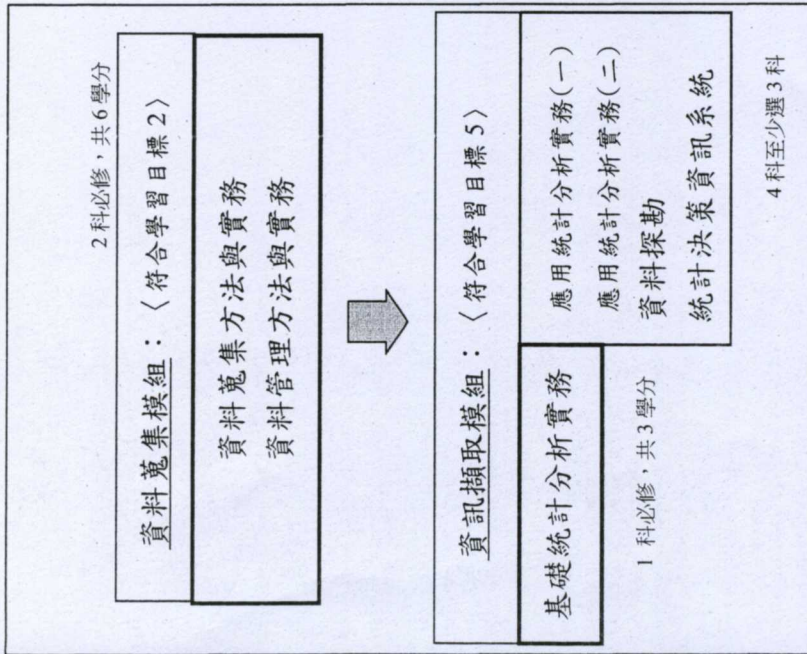 2 科必修，共 6 學分
資料蒐集模組：〈符合學習目標 2〉
資料蒐集方法與實務
資料管理方法與實務
資訊擷取模組：〈符合學習目標 5〉
基礎統計分析實務
1 科必修，共 3 學分
應用統計分析實務(一)
應用統計分析實務(二)
資料探勘
統計決策資訊系統
4 科至少選 3 科